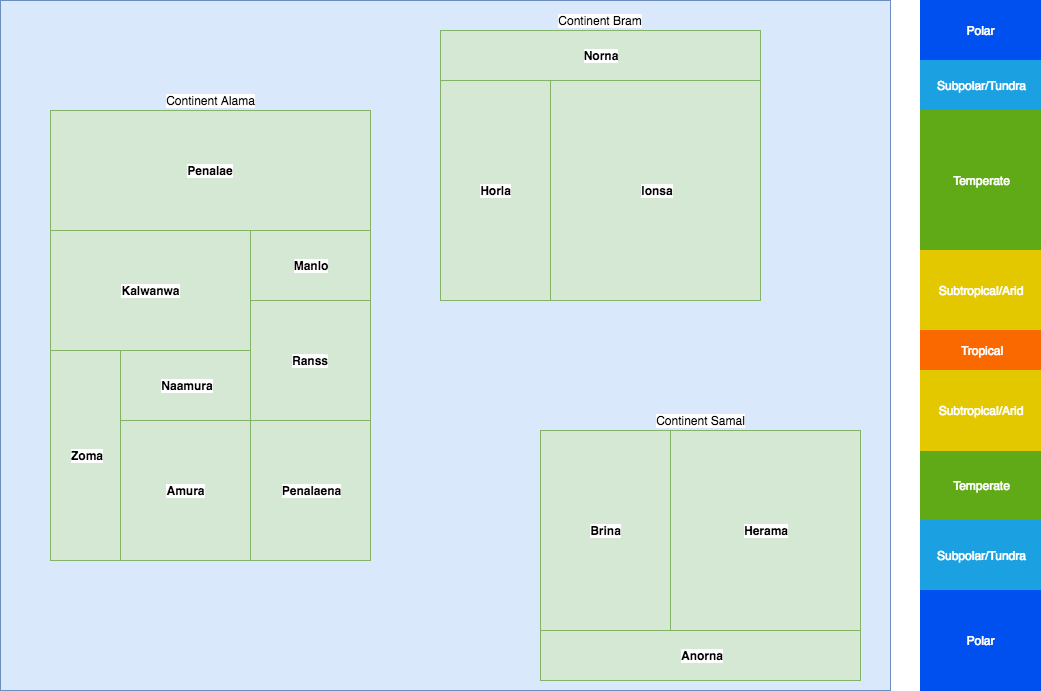 Continent Bram
Norna
Horla
Ionsa
Continent Alama
Penalae
Kalwanwa
Manlo
Ranss
Naamura
Zoma
Amura
Penalaena
Continent Samal
Brina
Herama
Anorna
Polar
Subpolar/Tundra
Temperate
Subtropical/Arid
Tropical
Subtropical/Arid
Temperate
Subpolar/Tundra
Polar